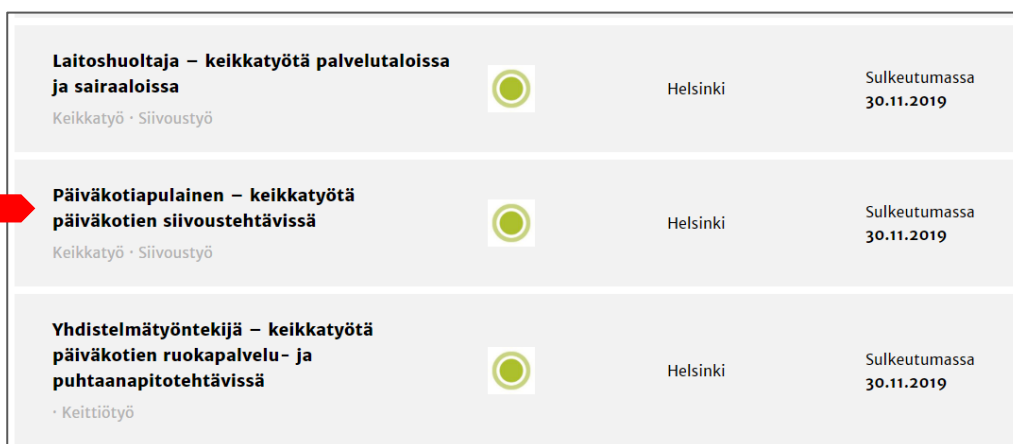 Laitoshuoltaja – keikkatyötä palvelutaloissa
ja sairaaloissa
Keikkatyö · Siivoustyö
Helsinki
Sulkeutumassa
30.11.2019
Päiväkotiapulainen – keikkatyötä
päiväkotien siivoustehtävissä
Keikkatyö · Siivoustyö
Helsinki
Sulkeutumassa
30.11.2019
Yhdistelmätyöntekijä – keikkatyötä
päiväkotien ruokapalvelu- ja
puhtaanapitotehtävissä
· Keittiötyö
Helsinki
Sulkeutumassa
30.11.2019